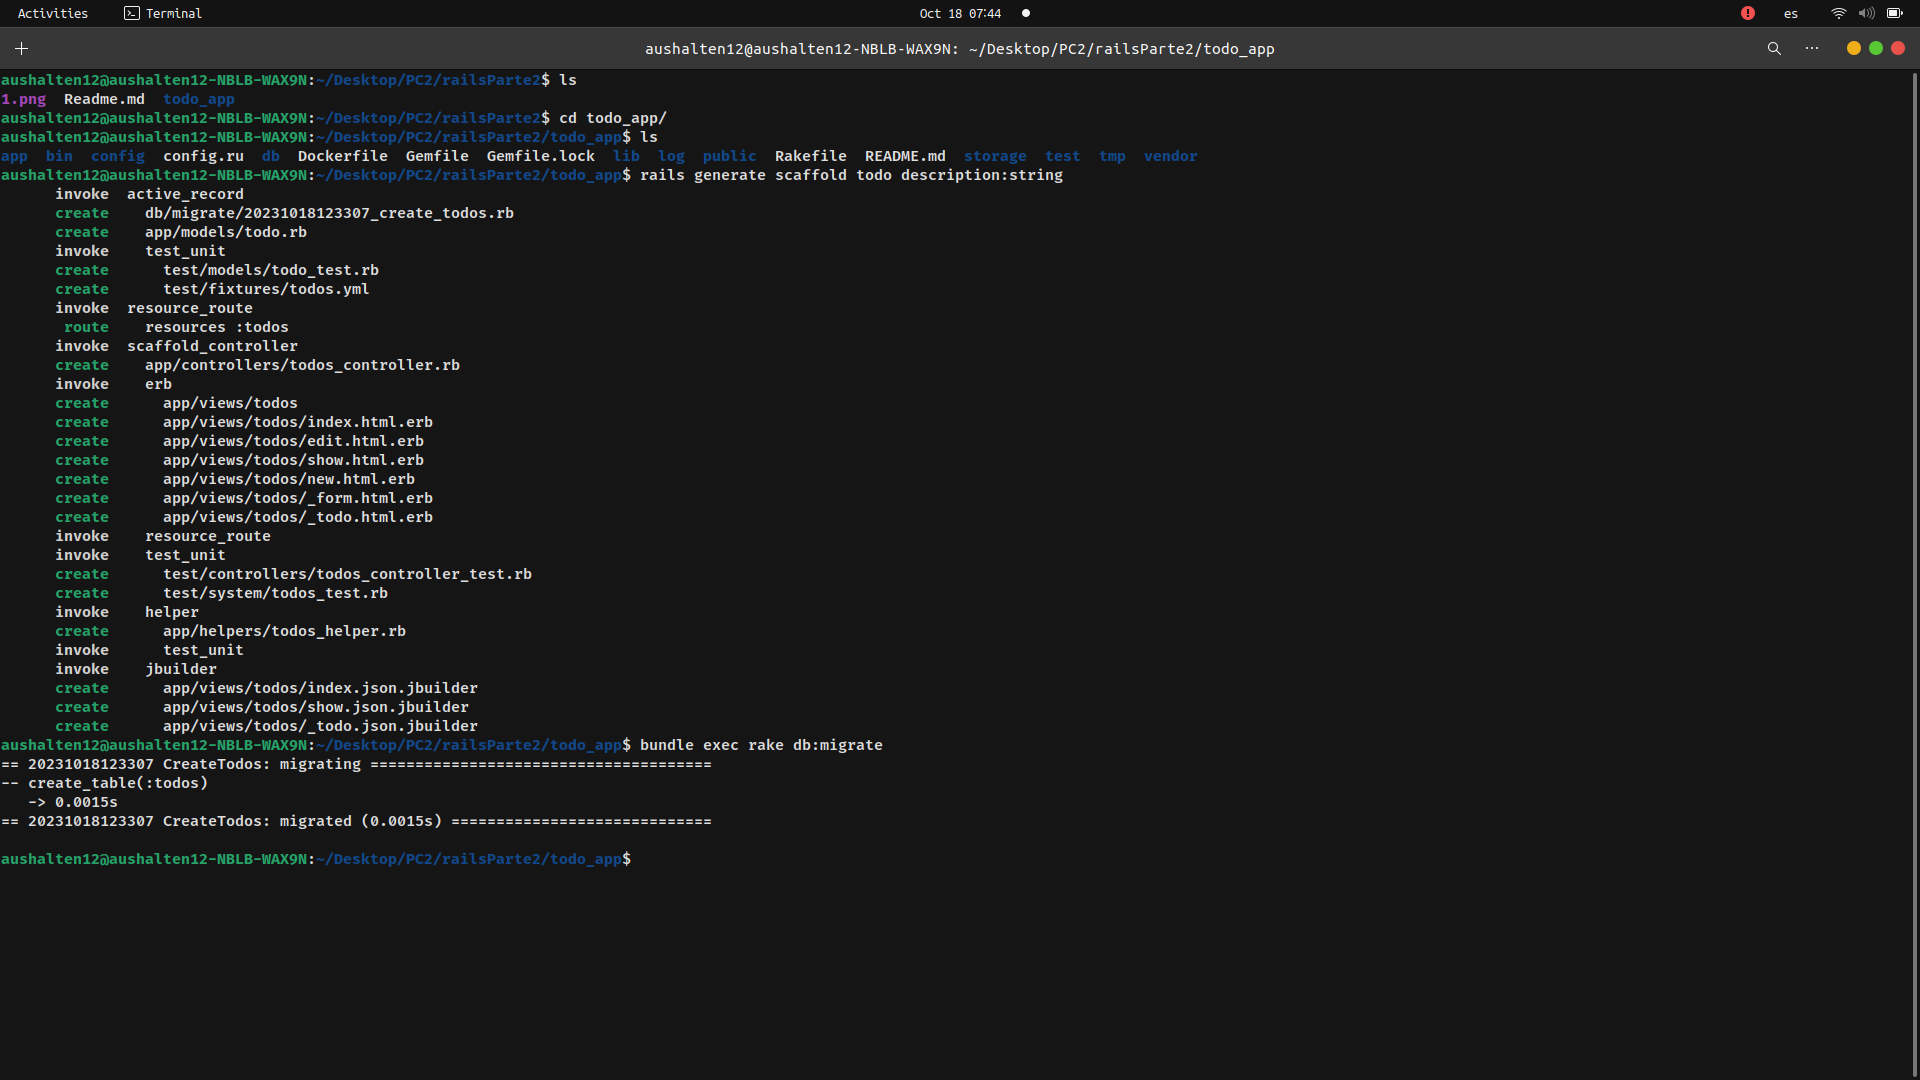 Activities Terminal Oct 18 07:44 es
aushalten12@aushalten12-NBLB-WAX9N: ~/Desktop/PC2/railsParte2/todo_app
aushalten12@aushalten12-NBLB-WAX9N:~/Desktop/PC2/railsParte2$ ls
1.png  Readme.md  todo_app
aushalten12@aushalten12-NBLB-WAX9N:~/Desktop/PC2/railsParte2$ cd todo_app/
aushalten12@aushalten12-NBLB-WAX9N:~/Desktop/PC2/railsParte2/todo_app$ ls
app  bin  config  config.ru  db  Dockerfile  Gemfile  Gemfile.lock  lib  log  public  Rakefile  README.md  storage  test  tmp  vendor
aushalten12@aushalten12-NBLB-WAX9N:~/Desktop/PC2/railsParte2/todo_app$ rails generate scaffold todo description:string
      invoke  active_record
      create    db/migrate/20231018123307_create_todos.rb
      create    app/models/todo.rb
      invoke    test_unit
      create      test/models/todo_test.rb
      create      test/fixtures/todos.yml
      invoke  resource_route
       route    resources :todos
      invoke  scaffold_controller
      create    app/controllers/todos_controller.rb
      invoke    erb
      create      app/views/todos
      create      app/views/todos/index.html.erb
      create      app/views/todos/edit.html.erb
      create      app/views/todos/show.html.erb
      create      app/views/todos/new.html.erb
      create      app/views/todos/_form.html.erb
      create      app/views/todos/_todo.html.erb
      invoke    resource_route
      invoke    test_unit
      create      test/controllers/todos_controller_test.rb
      create      test/system/todos_test.rb
      invoke    helper
      create      app/helpers/todos_helper.rb
      invoke      test_unit
      invoke    jbuilder
      create      app/views/todos/index.json.jbuilder
      create      app/views/todos/show.json.jbuilder
      create      app/views/todos/_todo.json.jbuilder
aushalten12@aushalten12-NBLB-WAX9N:~/Desktop/PC2/railsParte2/todo_app$ bundle exec rake db:migrate
== 20231018123307 CreateTodos: migrating ======================================
-- create_table(:todos)
   -> 0.0015s
== 20231018123307 CreateTodos: migrated (0.0015s) =============================

aushalten12@aushalten12-NBLB-WAX9N:~/Desktop/PC2/railsParte2/todo_app$